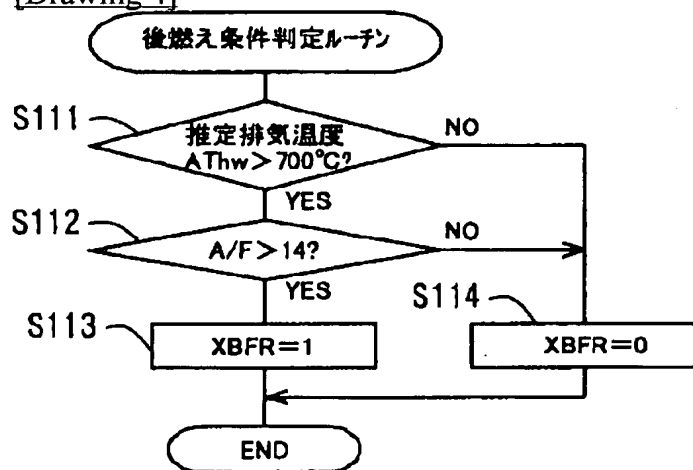 [Drawing 4]
後燃え条件判定ルーチン
S111
推定排気温度
AThw>700℃?
NO
YES
S112
A/F>14?
NO
YES
S113
XBFR=1
S114
XBFR=0
END